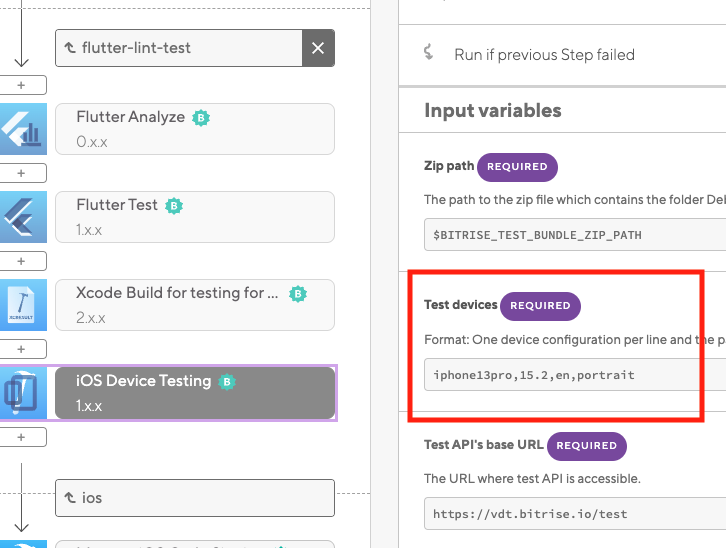 flutter-lint-test
Flutter Analyze B
0.x.x
Flutter Test B
1.x.x
XCRESULT
Xcode Build for testing for ... B
2.x.x
iOS Device Testing B
1.x.x
ios
Run if previous Step failed
Input variables
Zip path REQUIRED
The path to the zip file which contains the folder
$BITRISE_TEST_BUNDLE_ZIP_PATH
Test devices REQUIRED
Format: One device configuration per line and the
iphone13pro,15.2,en,portrait
Test API's base URL REQUIRED
The URL where test API is accessible.
https://vdt.bitrise.io/test